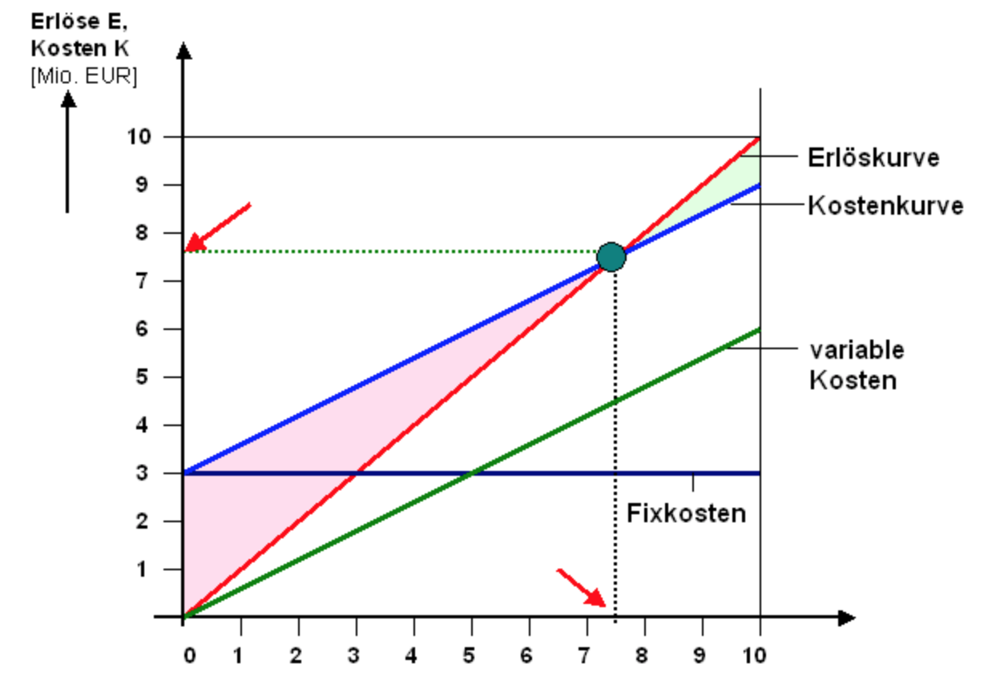 Erlöse E,
Kosten K
[Mio. EUR]
10
9
8
7
6
5
4
3
2
1
Erlöskurve
Kostenkurve
variable
Kosten
Fixkosten
0 1 2 3 4 5 6 7 8 9 10